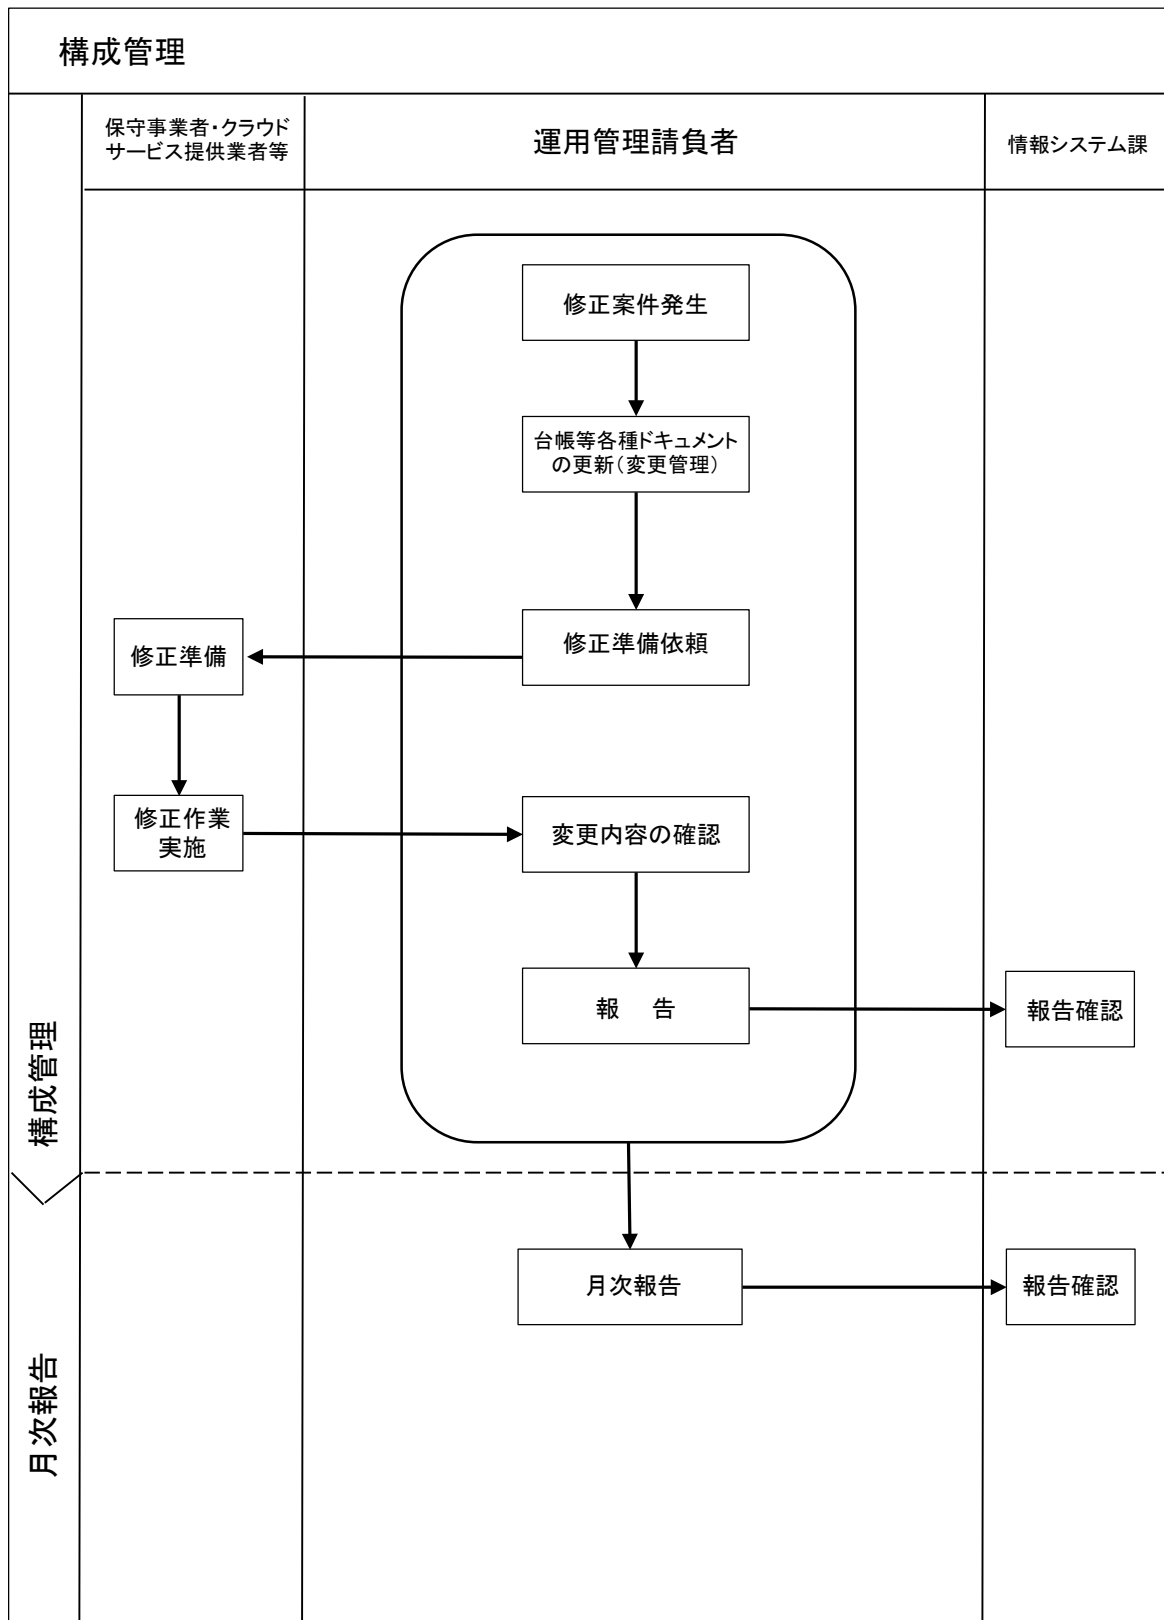 構成管理
保守事業者・クラウド
サービス提供業者等
運用管理請負者
情報システム課
修正案件発生
台帳等各種ドキュメント
の更新（変更管理）
修正準備依頼
修正準備
修正作業
実施
変更内容の確認
報　告
報告確認
構成管理
月次報告
報告確認
月次報告